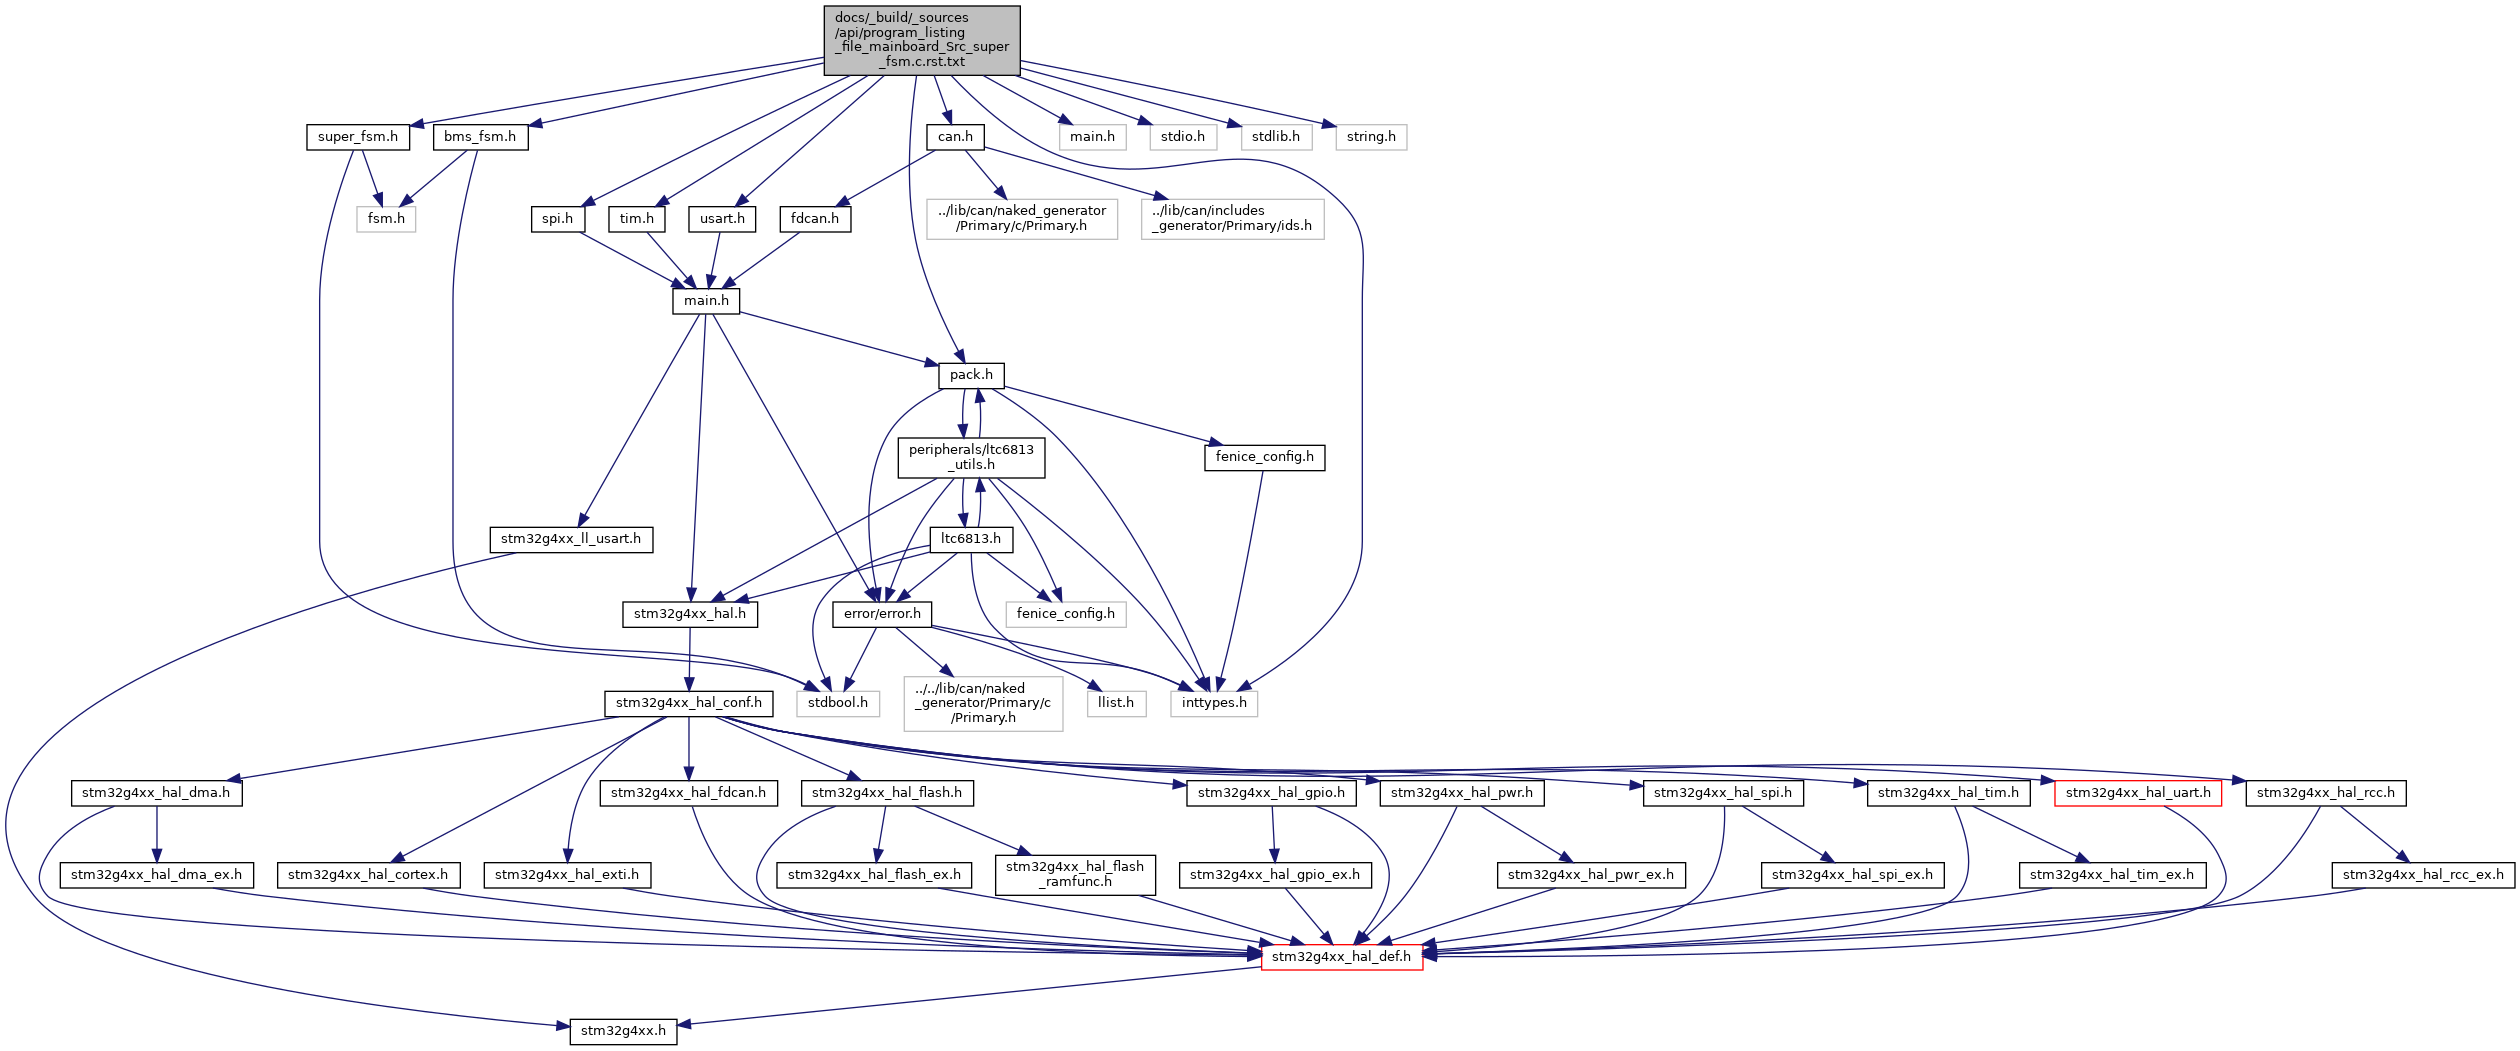 docs/_build/_sources
/api/program_listing
_file_mainboard_Src_super
_fsm.c.rst.txt
super_fsm.h
bms_fsm.h
can.h
main.h
stdio.h
stdlib.h
string.h
fsm.h
spi.h
tim.h
usart.h
fdcan.h
../lib/can/naked_generator
/Primary/c/Primary.h
../lib/can/includes
_generator/Primary/ids.h
main.h
pack.h
peripherals/ltc6813
_utils.h
fenice_config.h
stm32g4xx_ll_usart.h
ltc6813.h
stm32g4xx_hal.h
error/error.h
fenice_config.h
stm32g4xx_hal_conf.h
stdbool.h
../../lib/can/naked
_generator/Primary/c
/Primary.h
llist.h
inttypes.h
stm32g4xx_hal_dma.h
stm32g4xx_hal_fdcan.h
stm32g4xx_hal_flash.h
stm32g4xx_hal_gpio.h
stm32g4xx_hal_pwr.h
stm32g4xx_hal_spi.h
stm32g4xx_hal_tim.h
stm32g4xx_hal_uart.h
stm32g4xx_hal_rcc.h
stm32g4xx_hal_dma_ex.h
stm32g4xx_hal_cortex.h
stm32g4xx_hal_exti.h
stm32g4xx_hal_flash_ex.h
stm32g4xx_hal_flash
_ramfunc.h
stm32g4xx_hal_gpio_ex.h
stm32g4xx_hal_pwr_ex.h
stm32g4xx_hal_spi_ex.h
stm32g4xx_hal_tim_ex.h
stm32g4xx_hal_rcc_ex.h
stm32g4xx_hal_def.h
stm32g4xx.h